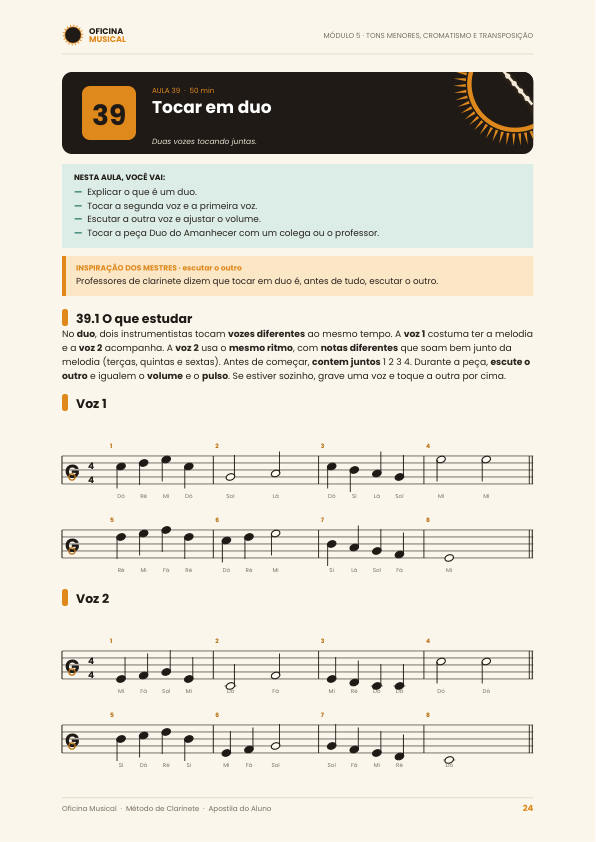 OFICINA
MUSICAL
MÓDULO 5 · TONS MENORES, CROMATISMO E TRANSPOSIÇÃO
39
AULA 39 · 50 min
Tocar em duo
Duas vozes tocando juntas.
NESTA AULA, VOCÊ VAI:
— Explicar o que é um duo.
— Tocar a segunda voz e a primeira voz.
— Escutar a outra voz e ajustar o volume.
— Tocar a peça Duo do Amanhecer com um colega ou o professor.
INSPIRAÇÃO DOS MESTRES · escutar o outro
Professores de clarinete dizem que tocar em duo é, antes de tudo, escutar o outro.
39.1 O que estudar
No duo, dois instrumentistas tocam vozes diferentes ao mesmo tempo. A voz 1 costuma ter a melodia
e a voz 2 acompanha. A voz 2 usa o mesmo ritmo, com notas diferentes que soam bem junto da
melodia (terças, quintas e sextas). Antes de começar, contem juntos 1 2 3 4. Durante a peça, escute o
outro e igualem o volume e o pulso. Se estiver sozinho, grave uma voz e toque a outra por cima.
Voz 1
1 2 3 4
G 4 4
Dó Ré Mi Dó Sol Lá Dó Si Lá Sol Mi Mi
5 6 7 8
G
Ré Mi Fá Ré Dó Ré Mi Si Lá Sol Fá Mi
Voz 2
1 2 3 4
G 4 4
Mi Fá Sol Mi Dó Fá Mi Ré Dó Dó Dó Dó
5 6 7 8
G
Si Dó Ré Si Mi Fá Sol Sol Fá Mi Ré Dó
Oficina Musical · Método de Clarinete · Apostila do Aluno
24